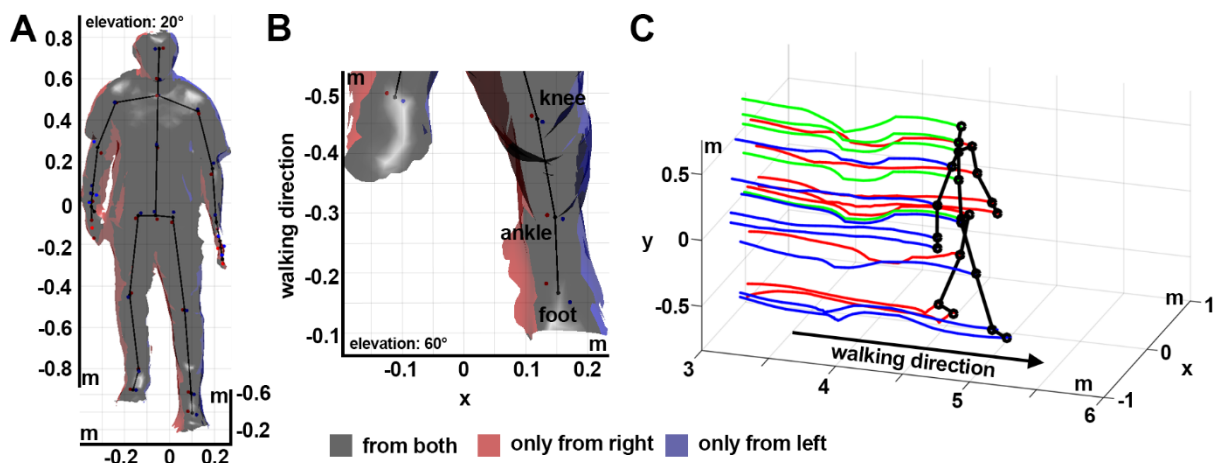 A
elevation: 20°
0.8
0.6
0.4
0.2
0
-0.2
-0.4
-0.6
-0.8
m
m
-0.6
-0.2
m
-0.2
0
0.2
B
walking direction
m
-0.5
-0.4
-0.3
-0.2
-0.1
knee
ankle
foot
elevation: 60°
m
-0.1
0
0.1
0.2
x
C
m
0.5
0
-0.5
y
3
4
5
6
m
walking direction
-1
0
1
m
x
from both
only from right
only from left